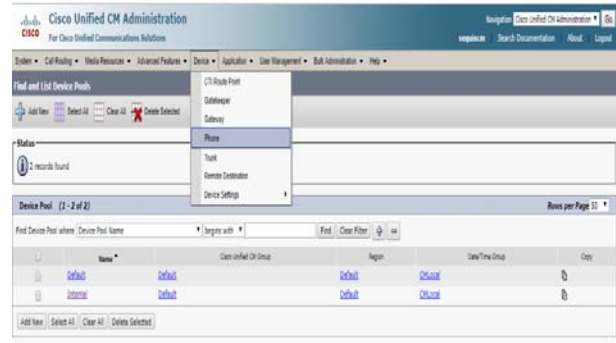 Cisco Unified CM Administration
Navigation Cisco Unified CM Administration Go
CISCO For Cisco Unified Communications Solutions
Search Documentation About Logout
System Call Routing Media Resources Advanced Features Device Application User Management Bulk Administration Help
CTI Route Point
Gatekeeper
Gateway
Phone
Trunk
Remote Destination
Device Settings
Find and List Device Pools
Add New Select All Clear All Delete Selected
Status
2 records found
Device Pool (1 - 2 of 2) Rows per Page 50
Find Device Pool where Device Pool Name begins with Find Clear Filter
Name Cisco Unified CM Group Region Date/Time Group Copy
Default Default Default CMLocal
Internal Default Default CMLocal
Add New Select All Clear All Delete Selected